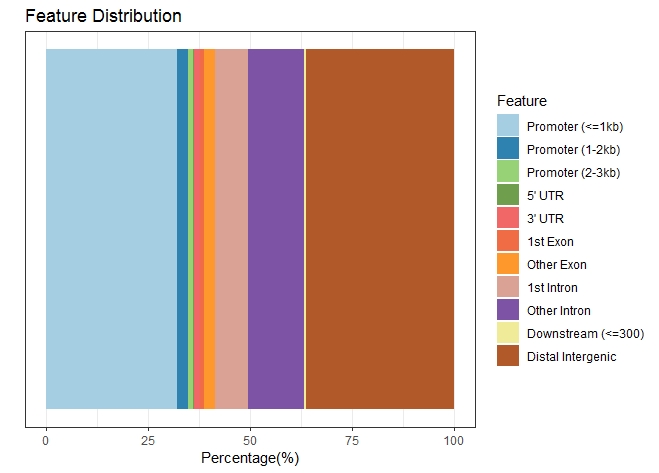 Feature Distribution
Feature
Promoter (<=1kb)
Promoter (1-2kb)
Promoter (2-3kb)
5' UTR
3' UTR
1st Exon
Other Exon
1st Intron
Other Intron
Downstream (<=300)
Distal Intergenic
0 25 50 75 100
Percentage(%)